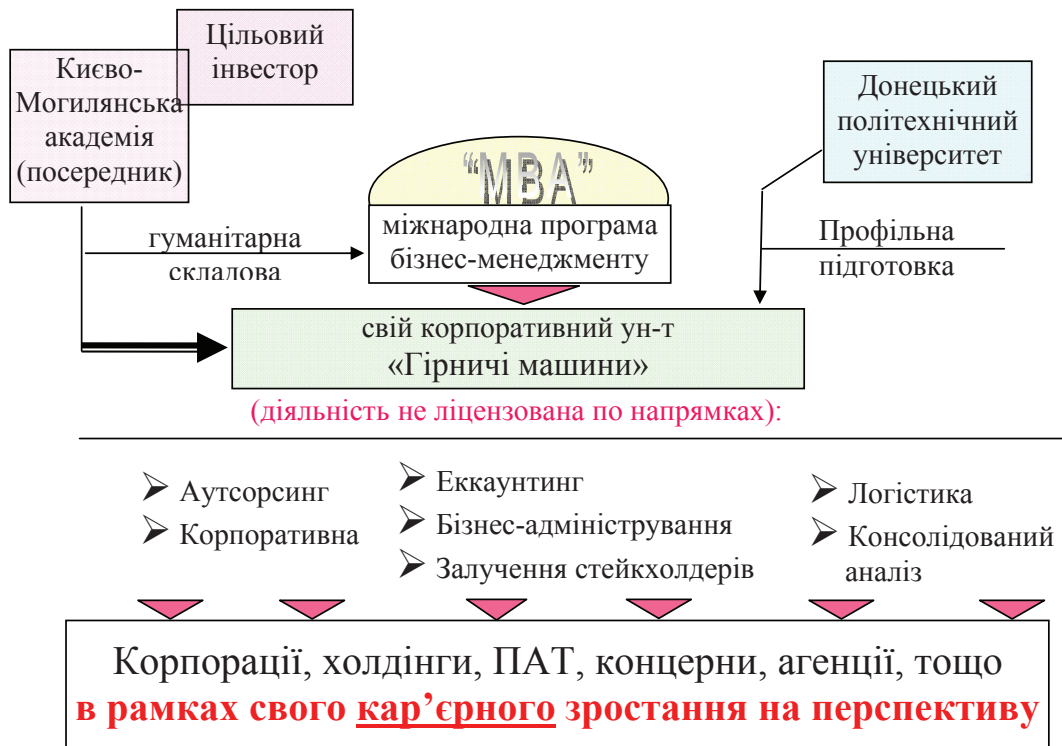 Цільовий
інвестор
Києво-
Могилянська
академія
(посередник)
Донецький
політехнічний
університет
“MBA”
міжнародна програма
бізнес-менеджменту
гуманітарна
складова
Профільна
підготовка
свій корпоративний ун-т
«Гірничі машини»
(діяльність не ліцензована по напрямках):
Аутсорсинг
Корпоративна
Еккаунтинг
Бізнес-адміністрування
Залучення стейкхолдерів
Логістика
Консолідований
аналіз
Корпорації, холдінги, ПАТ, концерни, агенції, тощо
в рамках свого кар’єрного зростання на перспективу